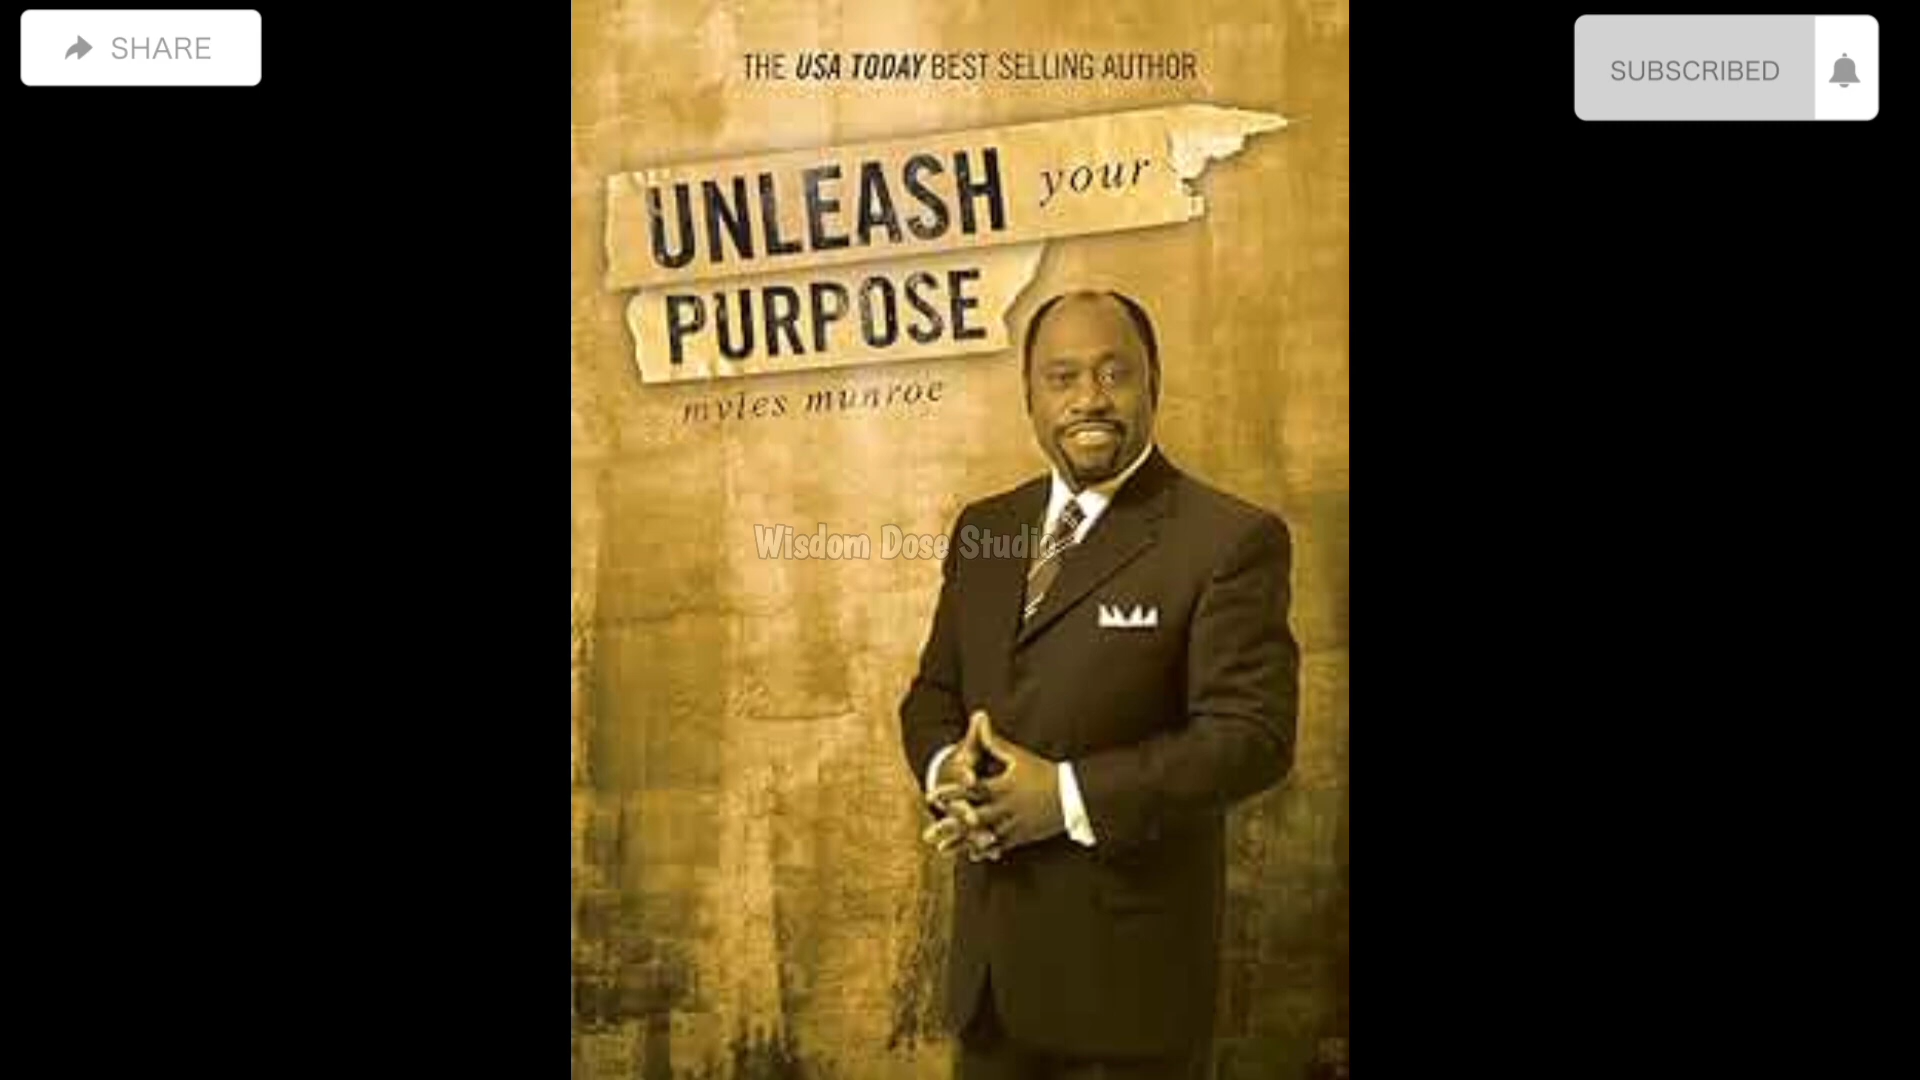 SHARE
SUBSCRIBED
THE USA TODAY BEST SELLING AUTHOR
UNLEASH your
PURPOSE
myles munroe
Wisdom Dose Studio